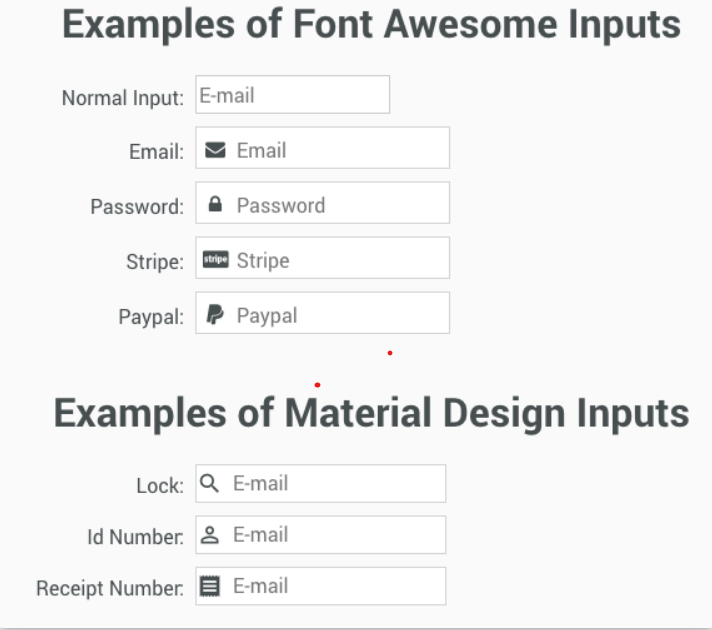 Examples of Font Awesome Inputs
Normal Input: E-mail
Email: Email
Password: Password
Stripe: stripe Stripe
Paypal: Paypal
Examples of Material Design Inputs
Lock: E-mail
Id Number: E-mail
Receipt Number: E-mail